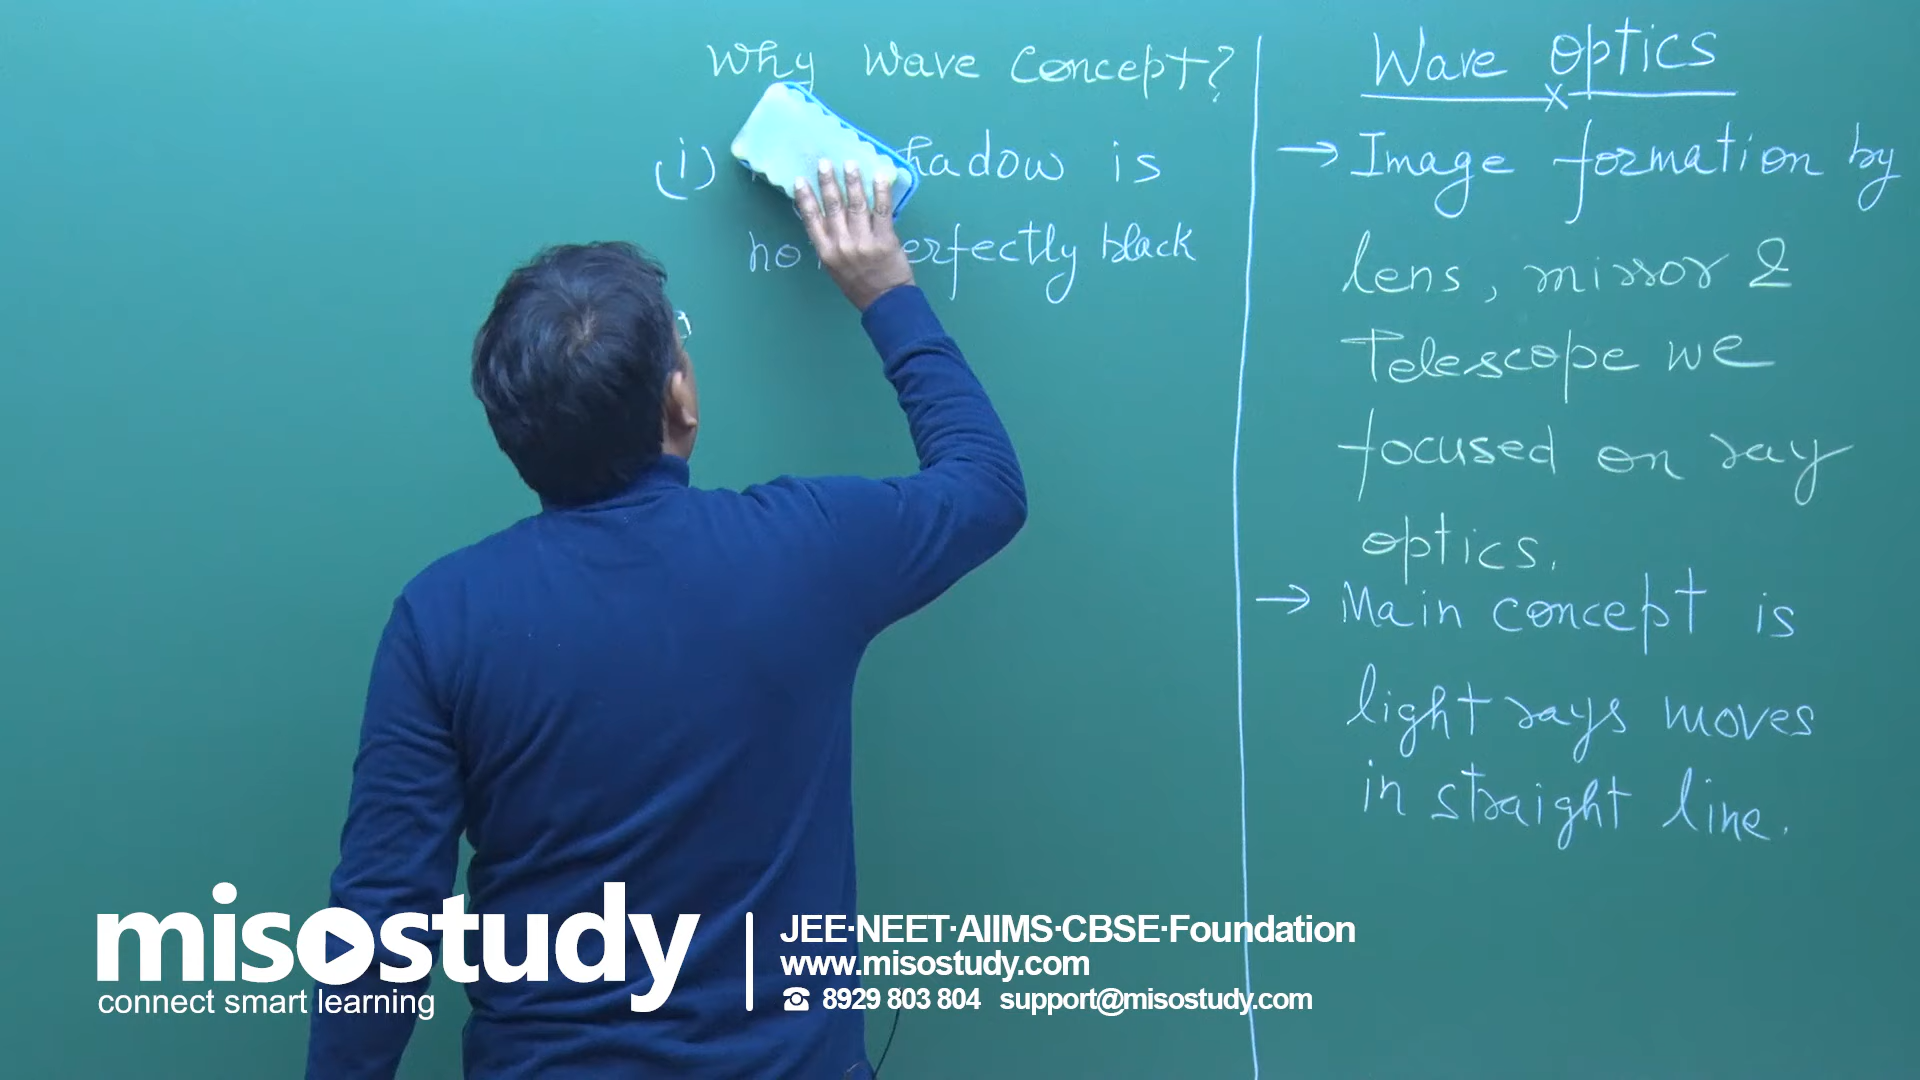 Why Wave Concept?
(i) hadow is
no erfectly black
Wave optics
→ Image formation by
lens, mirror &
Telescope we
focused on ray
optics.
→ Main concept is
light rays moves
in straight line.
misostudy
connect smart learning
JEE·NEET·AIIMS·CBSE·Foundation
www.misostudy.com
☎ 8929 803 804 support@misostudy.com